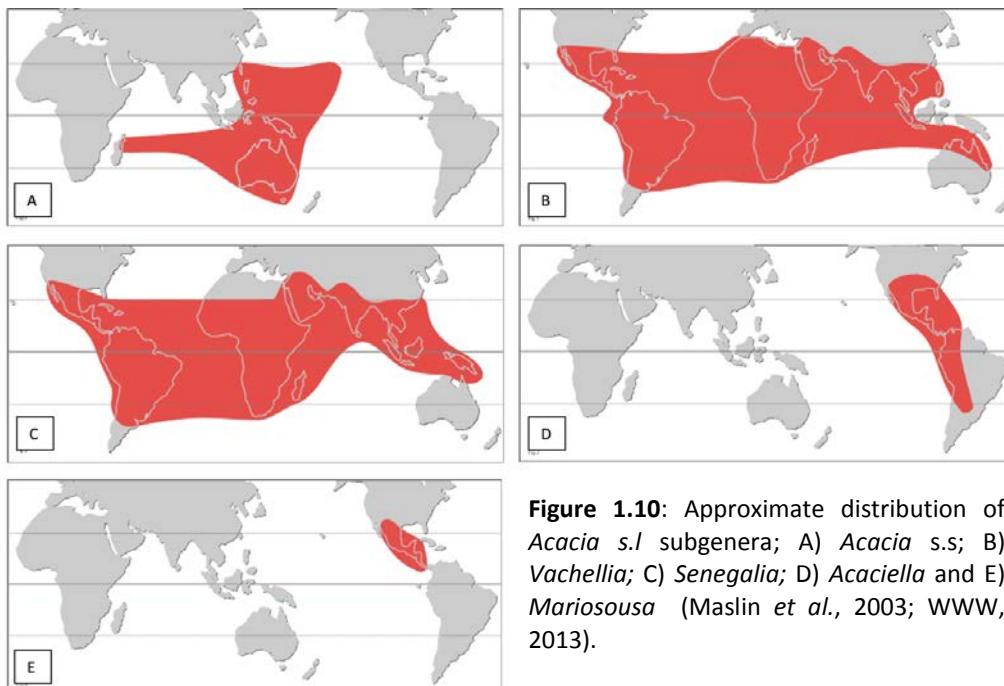 A
B
C
D
E
Figure 1.10: Approximate distribution of
Acacia s.l subgenera; A) Acacia s.s; B)
Vachellia; C) Senegalia; D) Acaciella and E)
Mariosousa (Maslin et al., 2003; WWW,
2013).